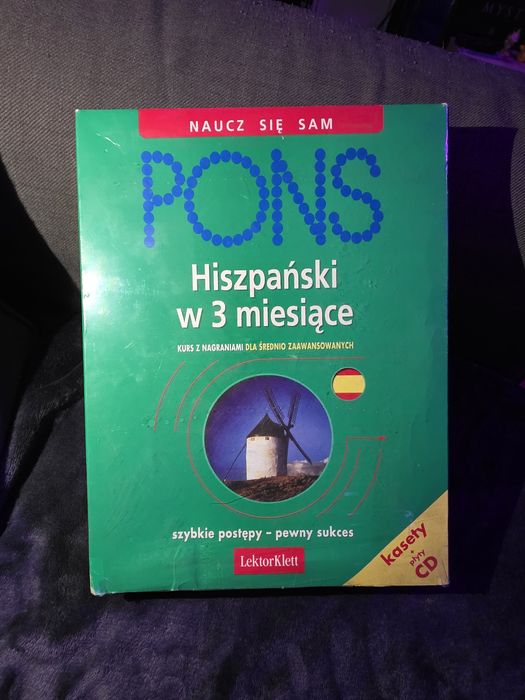 NAUCZ SIĘ SAM
PONS
Hiszpański
w 3 miesiące
KURS Z NAGRANIAMI DLA ŚREDNIO ZAAWANSOWANYCH
szybkie postępy – pewny sukces
LektorKlett
kasety
+ płyty
CD